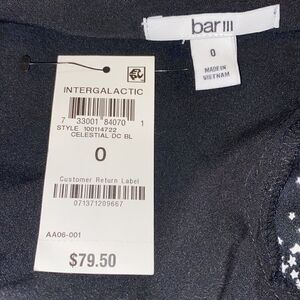 bar III
0
MADE IN
VIETNAM
INTERGALACTIC
7 33001 84070 1
STYLE 100114722
CELESTIAL DC BL
0
Customer Return Label
071371209667
AA06-001
$79.50